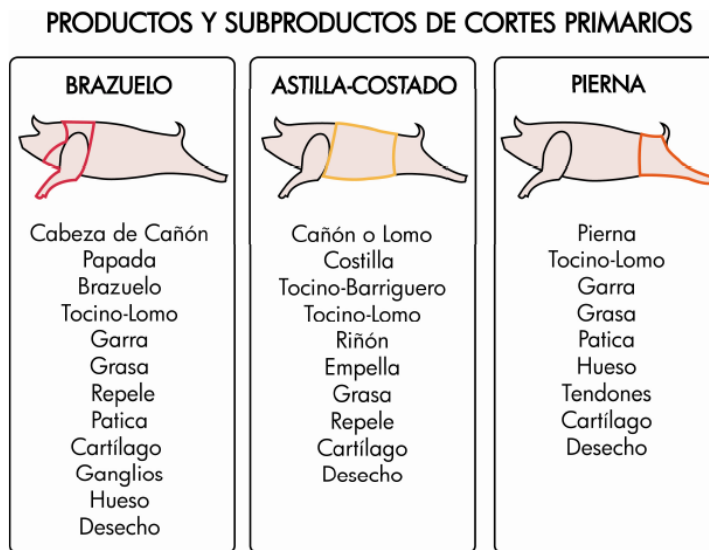 PRODUCTOS Y SUBPRODUCTOS DE CORTES PRIMARIOS
BRAZUELO
Cabeza de Cañón
Papada
Brazuelo
Tocino-Lomo
Garra
Grasa
Repele
Patica
Cartílago
Ganglios
Hueso
Desecho
ASTILLA-COSTADO
Cañón o Lomo
Costilla
Tocino-Barriguero
Tocino-Lomo
Riñón
Empella
Grasa
Repele
Cartílago
Desecho
PIERNA
Pierna
Tocino-Lomo
Garra
Grasa
Patica
Hueso
Tendones
Cartílago
Desecho